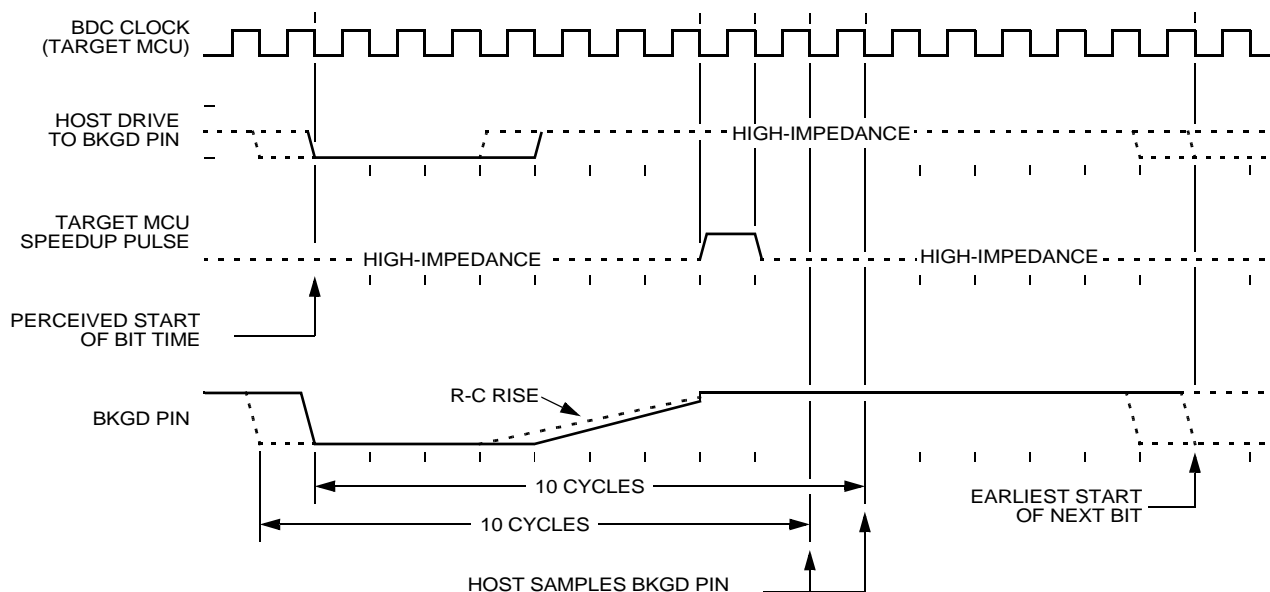 BDC CLOCK
(TARGET MCU)
HOST DRIVE
TO BKGD PIN
HIGH-IMPEDANCE
TARGET MCU
SPEEDUP PULSE
HIGH-IMPEDANCE
HIGH-IMPEDANCE
PERCEIVED START
OF BIT TIME
R-C RISE
BKGD PIN
10 CYCLES
EARLIEST START
OF NEXT BIT
10 CYCLES
HOST SAMPLES BKGD PIN